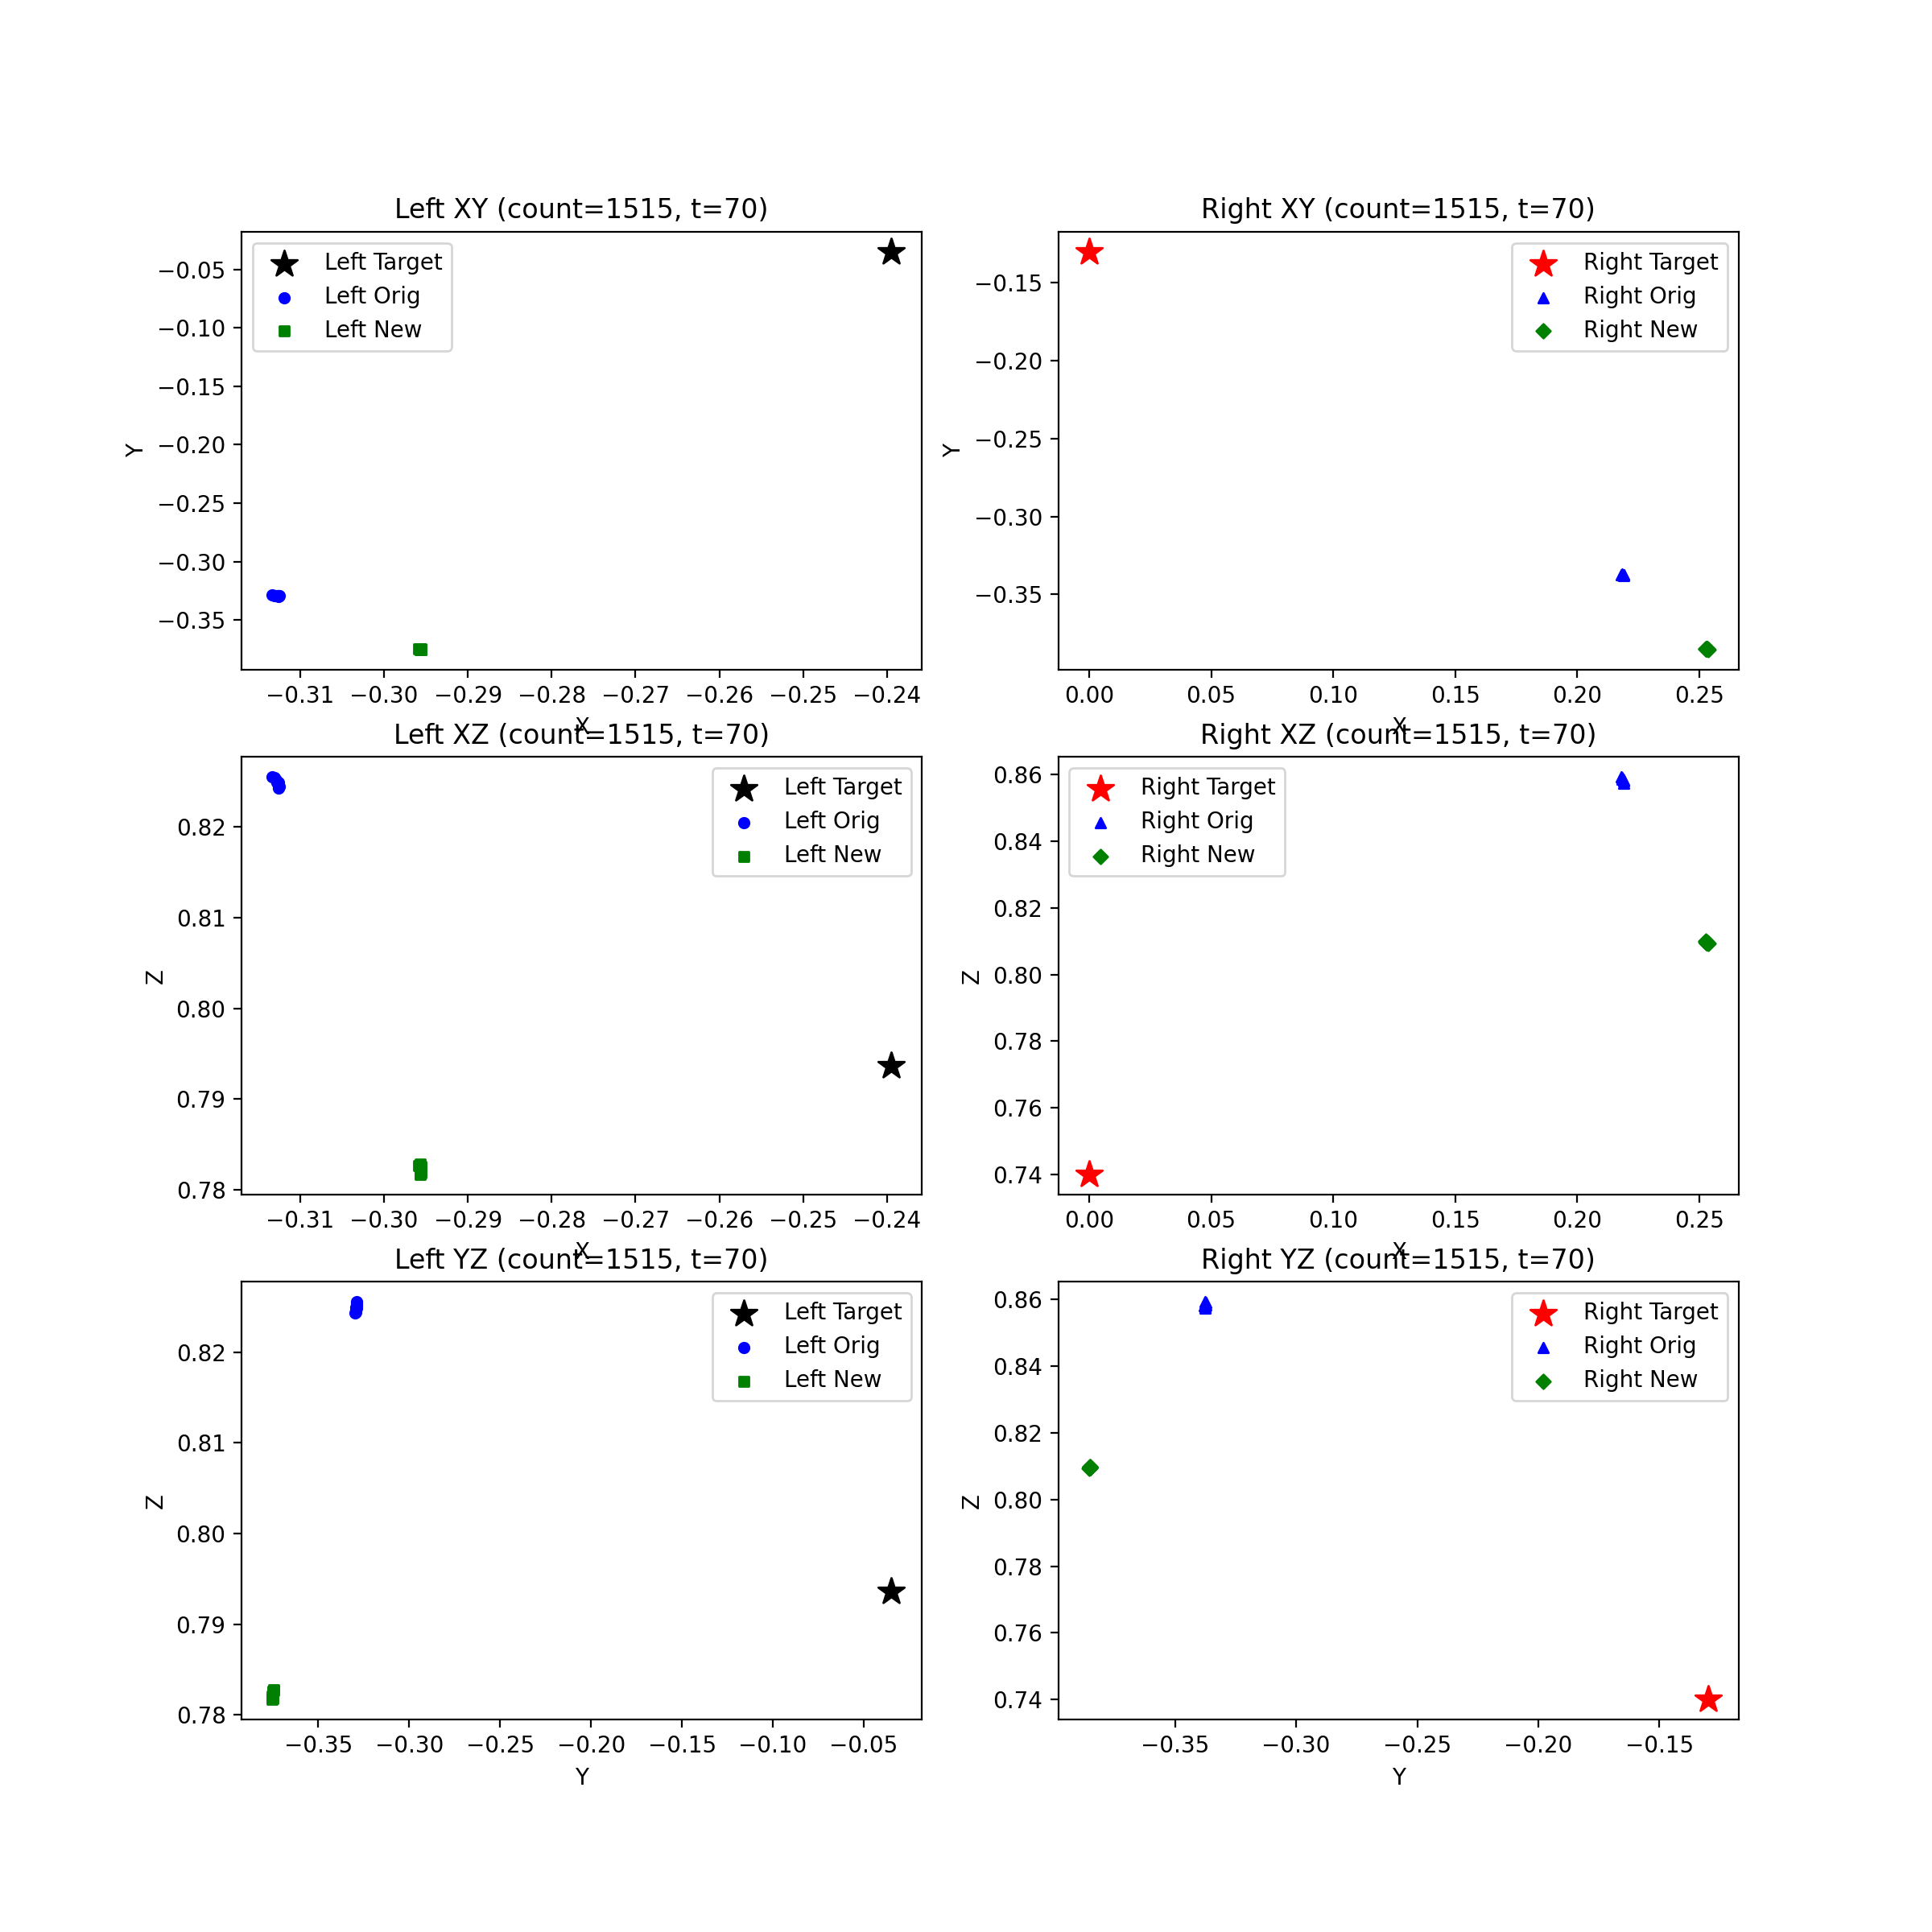 Left XY (count=1515, t=70)
Left Target
Left Orig
Left New
−0.05
−0.10
−0.15
−0.20
−0.25
−0.30
−0.35
Y
−0.31 −0.30 −0.29 −0.28 −0.27 −0.26 −0.25 −0.24
X
Right XY (count=1515, t=70)
Right Target
Right Orig
Right New
−0.15
−0.20
−0.25
−0.30
−0.35
Y
0.00 0.05 0.10 0.15 0.20 0.25
X
Left XZ (count=1515, t=70)
Left Target
Left Orig
Left New
0.82
0.81
0.80
0.79
0.78
Z
−0.31 −0.30 −0.29 −0.28 −0.27 −0.26 −0.25 −0.24
X
Right XZ (count=1515, t=70)
Right Target
Right Orig
Right New
0.86
0.84
0.82
0.80
0.78
0.76
0.74
Z
0.00 0.05 0.10 0.15 0.20 0.25
X
Left YZ (count=1515, t=70)
Left Target
Left Orig
Left New
0.82
0.81
0.80
0.79
0.78
Z
−0.35 −0.30 −0.25 −0.20 −0.15 −0.10 −0.05
Y
Right YZ (count=1515, t=70)
Right Target
Right Orig
Right New
0.86
0.84
0.82
0.80
0.78
0.76
0.74
Z
−0.35 −0.30 −0.25 −0.20 −0.15
Y